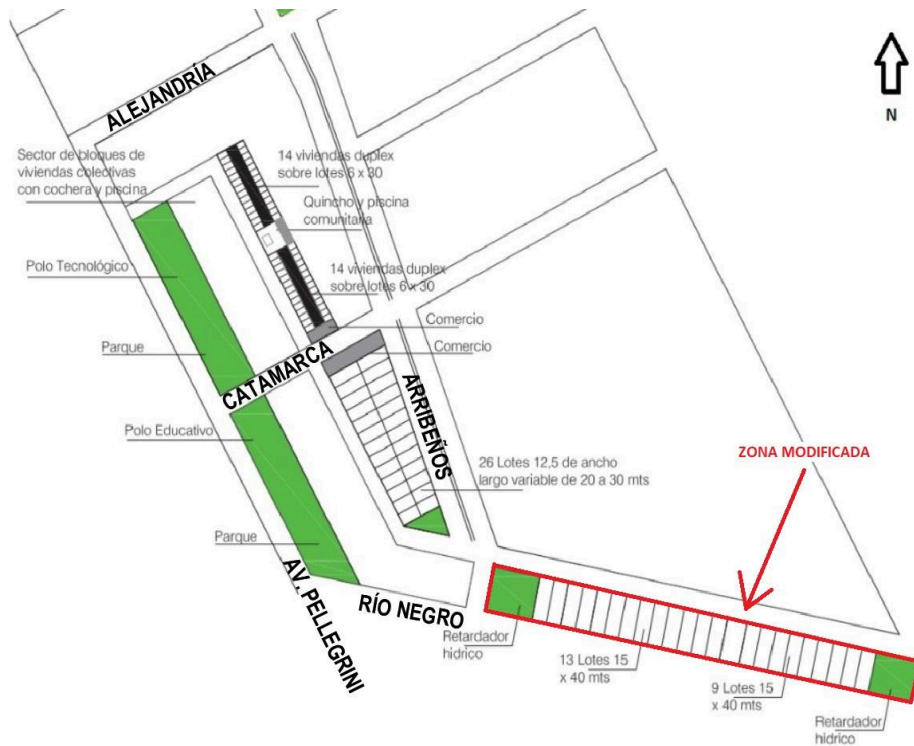 ALEJANDRÍA
N
Sector de bloques de
viviendas colectivas
con cochera y piscina
14 viviendas duplex
sobre lotes 6 x 30
Quincho y piscina
comunitaria
Polo Tecnológico
14 viviendas duplex
sobre lotes 6 x 30
Comercio
Parque
Comercio
CATAMARCA
ARRIBEÑOS
Polo Educativo
ZONA MODIFICADA
26 Lotes 12,5 de ancho
largo variable de 20 a 30 mts
Parque
AV. PELLEGRINI
RÍO NEGRO
Retardador
hidrico
13 Lotes 15
x 40 mts
9 Lotes 15
x 40 mts
Retardador
hidrico